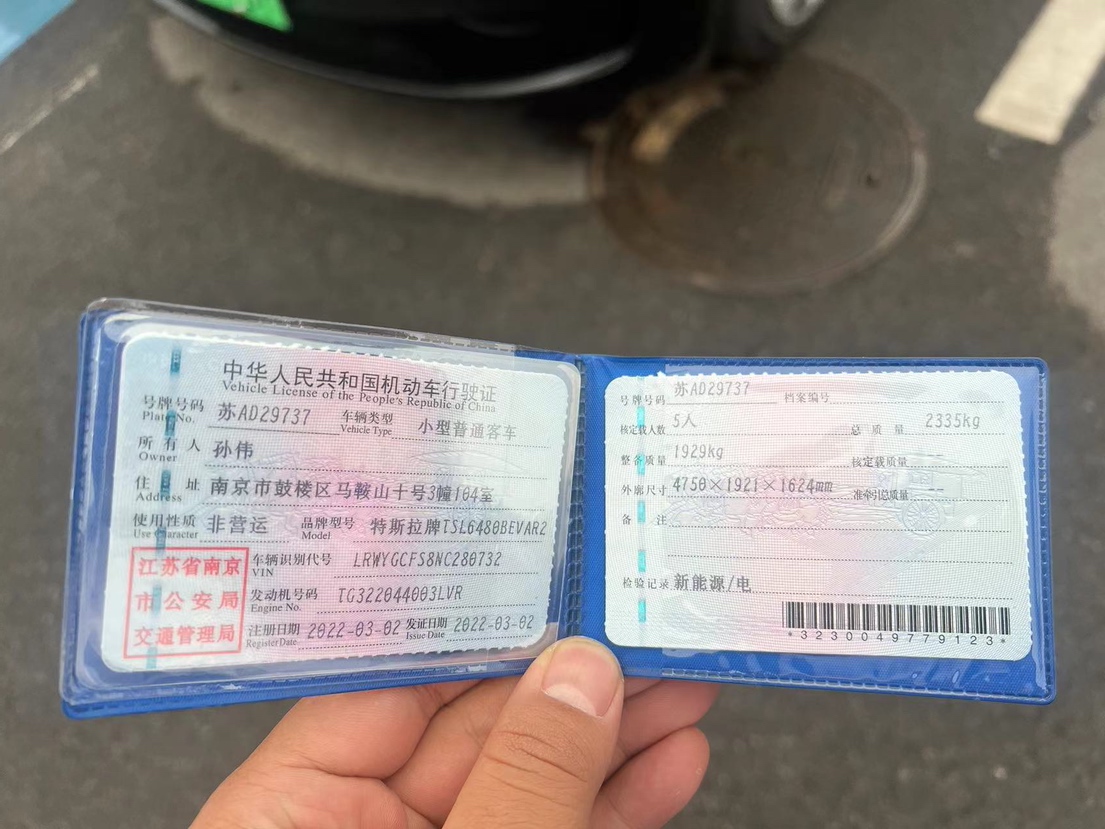 中华人民共和国机动车行驶证
Vehicle License of the People's Republic of China
号牌号码 苏AD29737 车辆类型 小型普通客车
Plate No. Vehicle Type
所有人 孙伟
Owner
住址 南京市鼓楼区马鞍山十号3幢104室
Address
使用性质 非营运 品牌型号 特斯拉牌TSL6480BEVAR2
Use Character Model
江苏省南京
市公安局
交通管理局
车辆识别代号 LRWYGCFS8NC280732
VIN
发动机号码 TG322044003LVR
Engine No.
注册日期 2022-03-02 发证日期 2022-03-02
Register Date Issue Date
号牌号码 苏AD29737 档案编号
核定载人数 5人 总质量 2335kg
整备质量 1929kg 核定载质量 --
外廓尺寸 4750×1921×1624mm 准牵引总质量 --
备注
检验记录 新能源/电
*3230049779123*